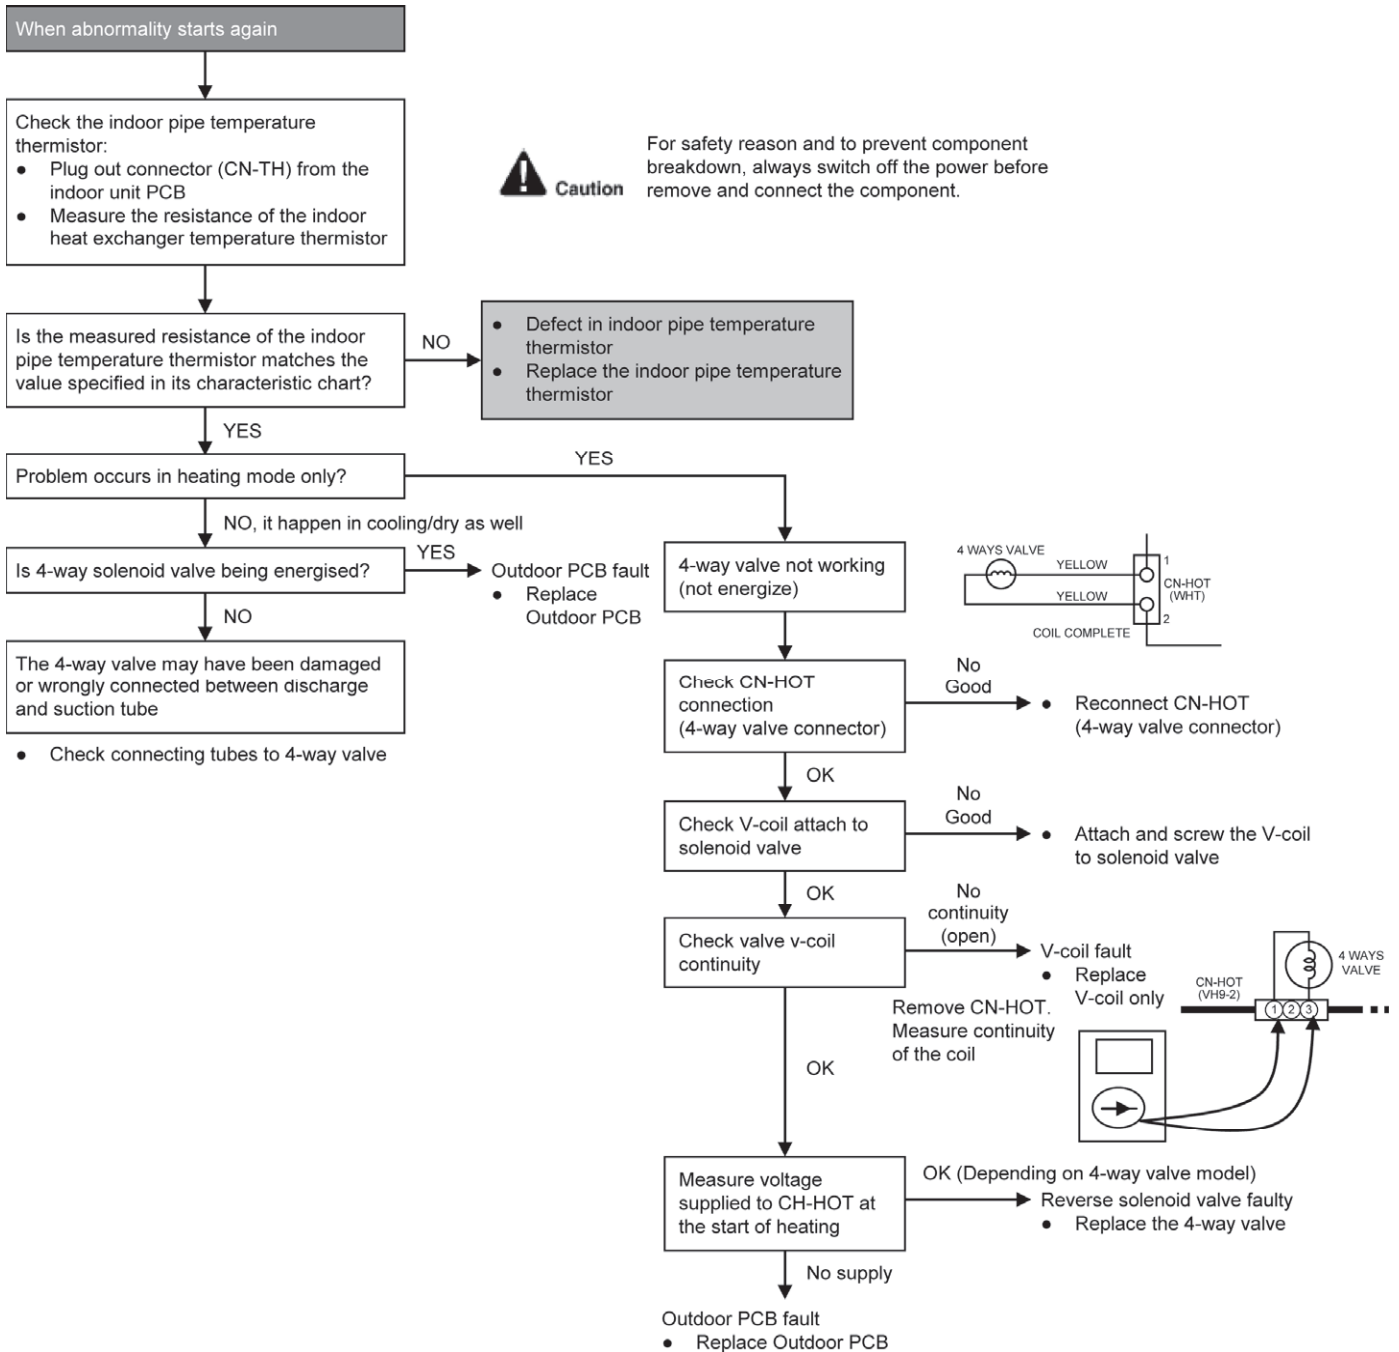 When abnormality starts again
Check the indoor pipe temperature
thermistor:
● Plug out connector (CN-TH) from the
indoor unit PCB
● Measure the resistance of the indoor
heat exchanger temperature thermistor
Caution
For safety reason and to prevent component
breakdown, always switch off the power before
remove and connect the component.
Is the measured resistance of the indoor
pipe temperature thermistor matches the
value specified in its characteristic chart?
NO
● Defect in indoor pipe temperature
thermistor
● Replace the indoor pipe temperature
thermistor
YES
Problem occurs in heating mode only?
YES
NO, it happen in cooling/dry as well
Is 4-way solenoid valve being energised?
YES
Outdoor PCB fault
● Replace
Outdoor PCB
NO
The 4-way valve may have been damaged
or wrongly connected between discharge
and suction tube
● Check connecting tubes to 4-way valve
4-way valve not working
(not energize)
4 WAYS VALVE
YELLOW
YELLOW
1
CN-HOT
(WHT)
2
COIL COMPLETE
Check CN-HOT
connection
(4-way valve connector)
No
Good
● Reconnect CN-HOT
(4-way valve connector)
OK
Check V-coil attach to
solenoid valve
No
Good
● Attach and screw the V-coil
to solenoid valve
OK
Check valve v-coil
continuity
No
continuity
(open)
V-coil fault
● Replace
V-coil only
Remove CN-HOT.
Measure continuity
of the coil
CN-HOT
(VH9-2)
4 WAYS
VALVE
1 2 3
OK
Measure voltage
supplied to CH-HOT at
the start of heating
OK (Depending on 4-way valve model)
Reverse solenoid valve faulty
● Replace the 4-way valve
No supply
Outdoor PCB fault
● Replace Outdoor PCB